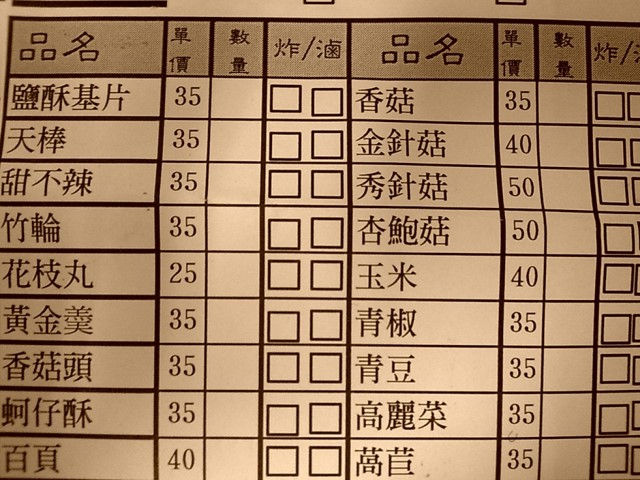 品名 單價 數量 炸/滷 品名 單價 數量 炸/滷
鹽酥基片 35 香菇 35
天棒 35 金針菇 40
甜不辣 35 秀針菇 50
竹輪 35 杏鮑菇 50
花枝丸 25 玉米 40
黃金羹 35 青椒 35
香菇頭 35 青豆 35
蚵仔酥 35 高麗菜 35
百頁 40 萵苣 35